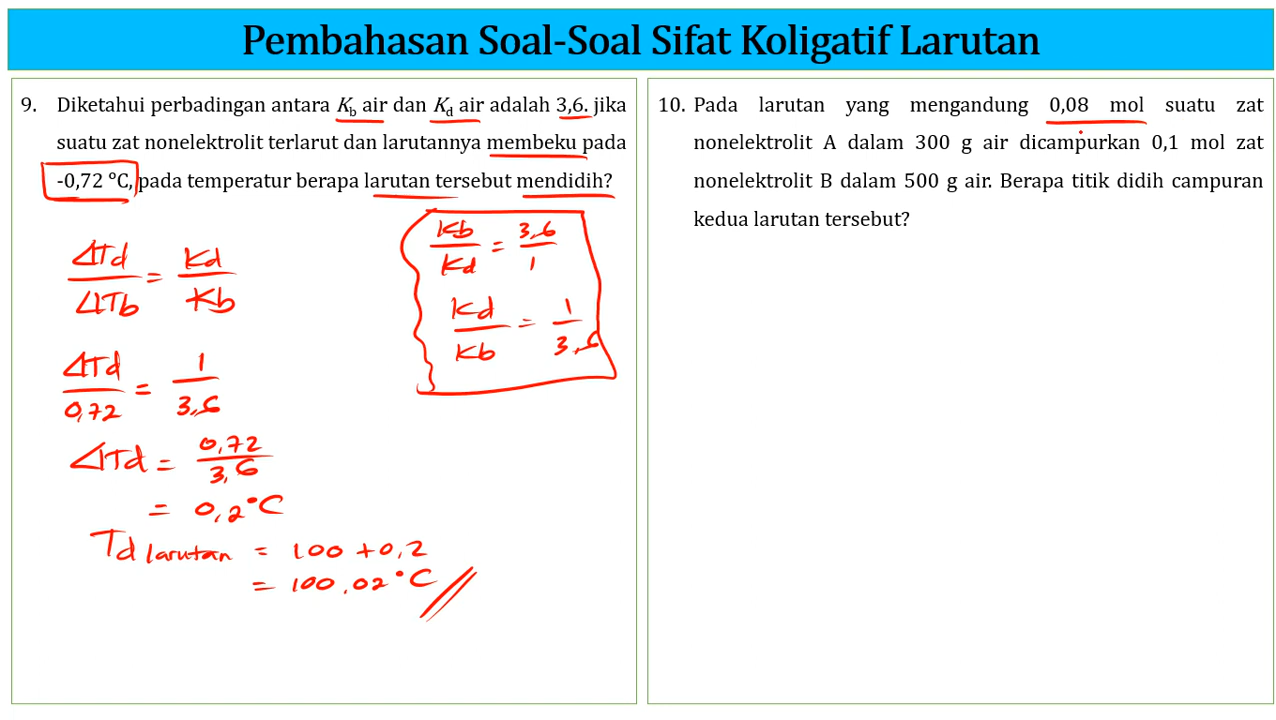 Pembahasan Soal-Soal Sifat Koligatif Larutan
9. Diketahui perbadingan antara Kb air dan Kd air adalah 3,6. jika
suatu zat nonelektrolit terlarut dan larutannya membeku pada
-0,72 °C, pada temperatur berapa larutan tersebut mendidih?
Kb/Kd = 3,6/1
Kd/Kb = 1/3,6
ΔTd/ΔTb = Kd/Kb
ΔTd/0,72 = 1/3,6
ΔTd = 0,72/3,6
= 0,2°C
Td larutan = 100 + 0,2
= 100,02°C
10. Pada larutan yang mengandung 0,08 mol suatu zat
nonelektrolit A dalam 300 g air dicampurkan 0,1 mol zat
nonelektrolit B dalam 500 g air. Berapa titik didih campuran
kedua larutan tersebut?